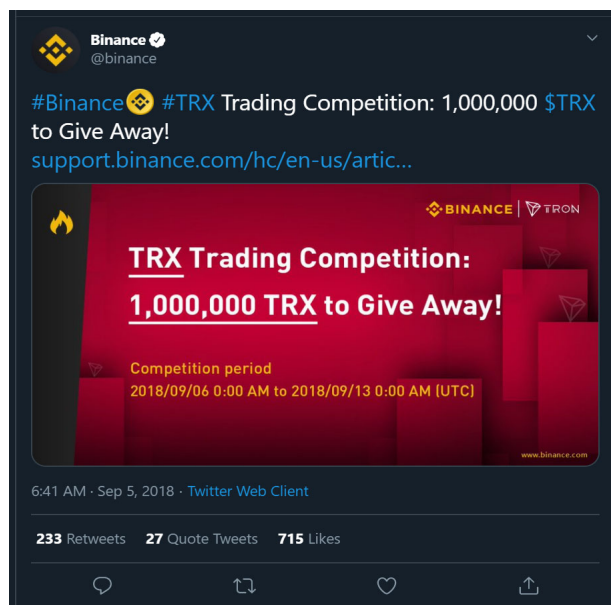 Binance
@binance
#Binance #TRX Trading Competition: 1,000,000 $TRX
to Give Away!
support.binance.com/hc/en-us/artic...
BINANCE | TRON
TRX Trading Competition:
1,000,000 TRX to Give Away!
Competition period
2018/09/06 0:00 AM to 2018/09/13 0:00 AM (UTC)
www.binance.com
6:41 AM · Sep 5, 2018 · Twitter Web Client
233 Retweets 27 Quote Tweets 715 Likes